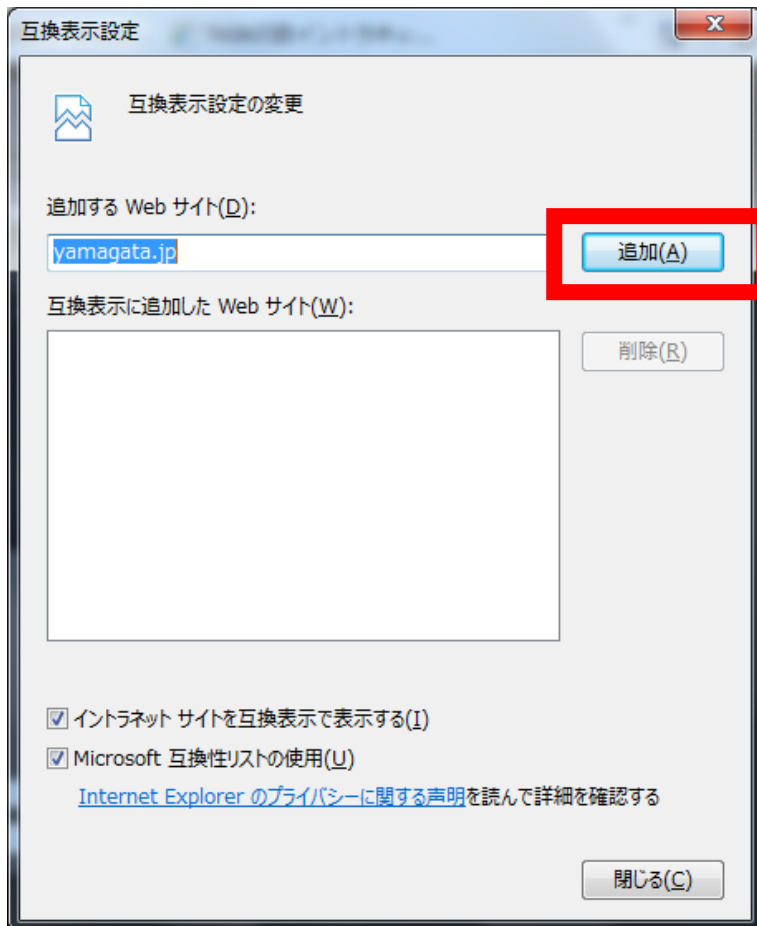 互換表示設定
互換表示設定の変更
追加する Web サイト(D):
yamagata.jp
追加(A)
互換表示に追加した Web サイト(W):
削除(R)
イントラネット サイトを互換表示で表示する(I)
Microsoft 互換性リストの使用(U)
Internet Explorer のプライバシーに関する声明を読んで詳細を確認する
閉じる(C)